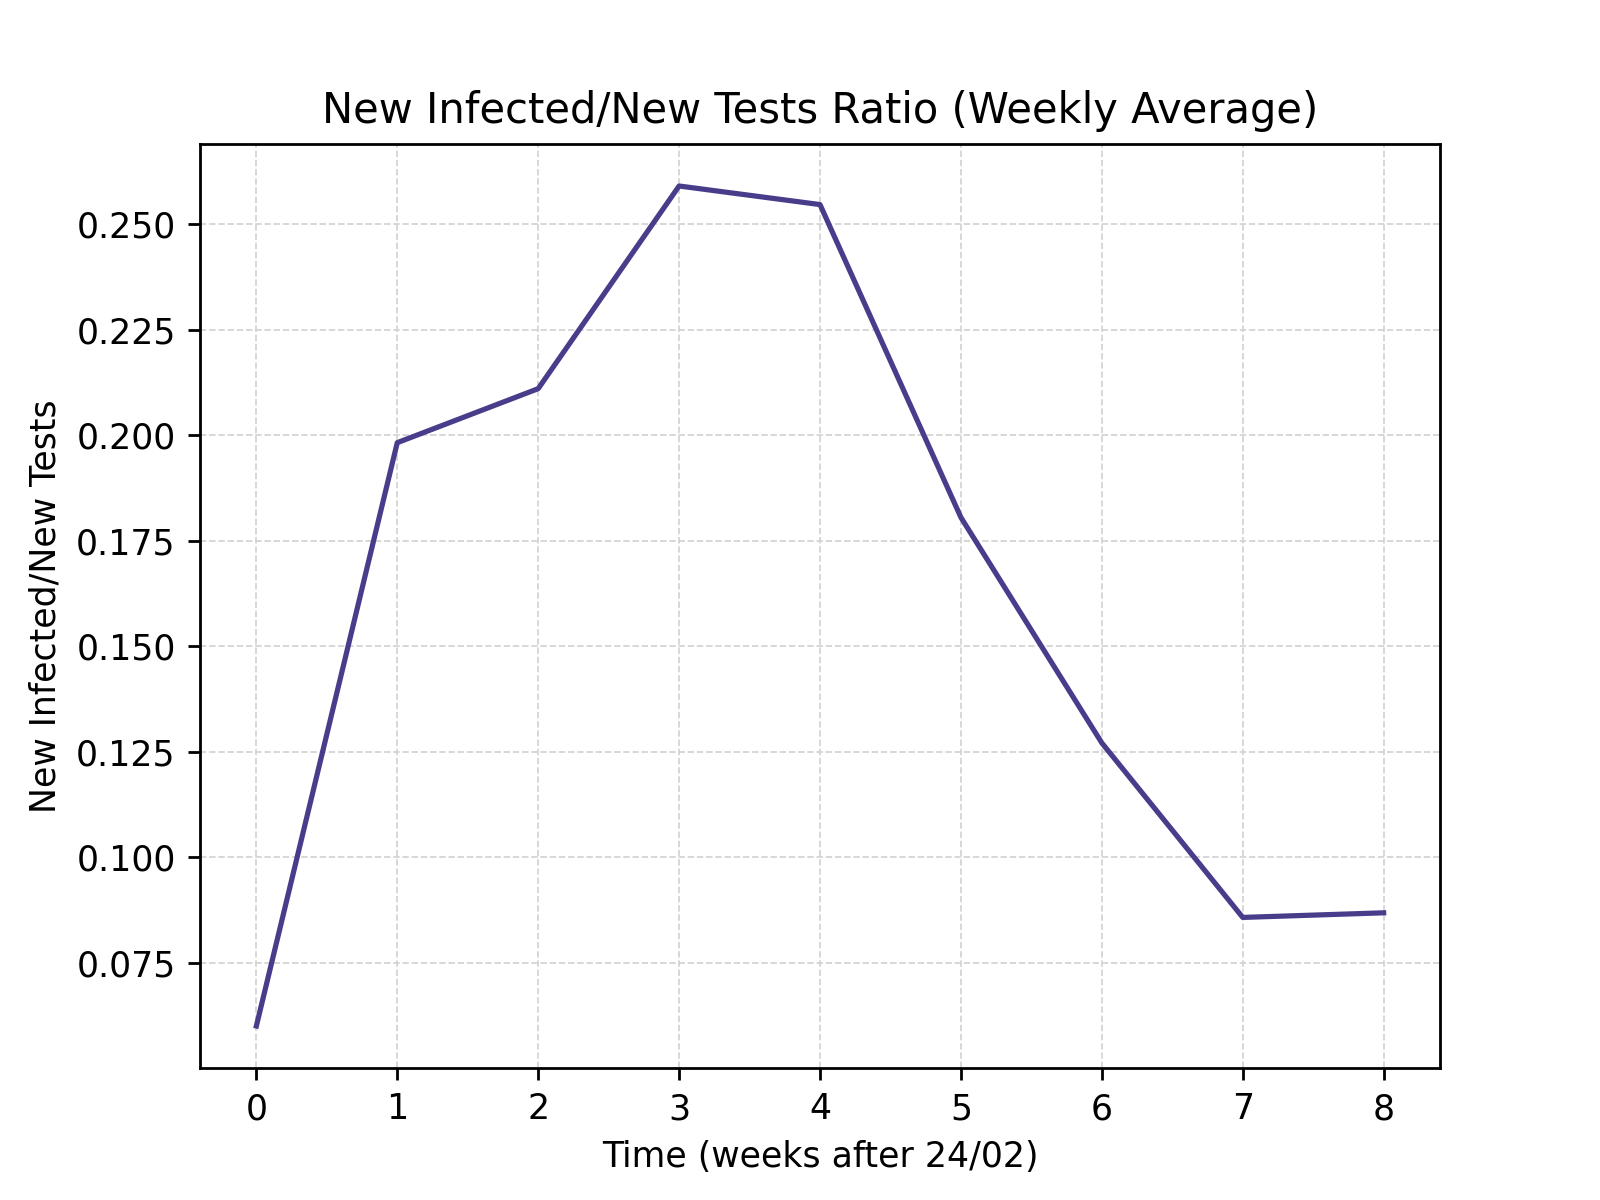 New Infected/New Tests Ratio (Weekly Average)
New Infected/New Tests
0.250
0.225
0.200
0.175
0.150
0.125
0.100
0.075
0 1 2 3 4 5 6 7 8
Time (weeks after 24/02)